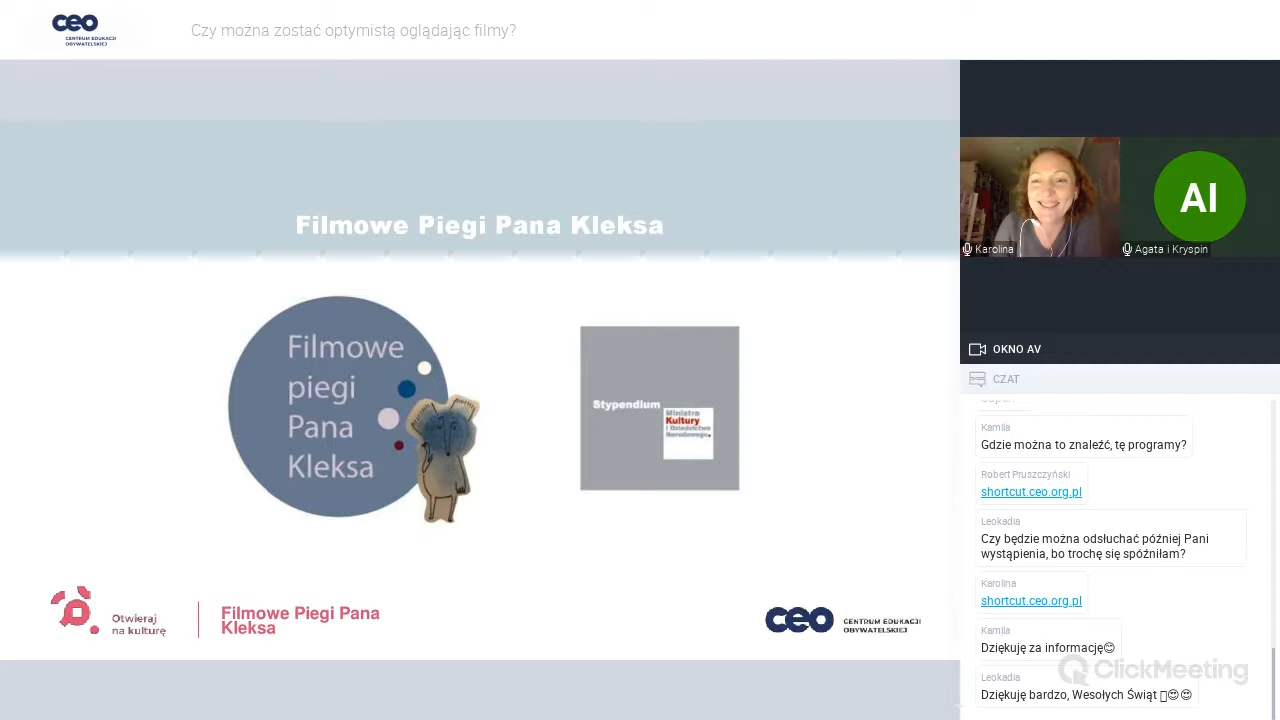 ceo
CENTRUM EDUKACJI
OBYWATELSKIEJ
Czy można zostać optymistą oglądając filmy?
Filmowe Piegi Pana Kleksa
Filmowe
piegi
Pana
Kleksa
Stypendium
Ministra
Kultury
i Dziedzictwa
Narodowego.
Otwieraj
na kulturę
Filmowe Piegi Pana
Kleksa
ceo
CENTRUM EDUKACJI
OBYWATELSKIEJ
AI
Karolina
Agata i Kryspin
OKNO AV
CZAT
Kamila
Gdzie można to znaleźć, tę programy?
Robert Pruszczyński
shortcut.ceo.org.pl
Leokadia
Czy będzie można odsłuchać później Pani
wystąpienia, bo trochę się spóźniłam?
Karolina
shortcut.ceo.org.pl
Kamila
Dziękuję za informację😊
ClickMeeting
Leokadia
Dziękuję bardzo, Wesołych Świąt 😍😍